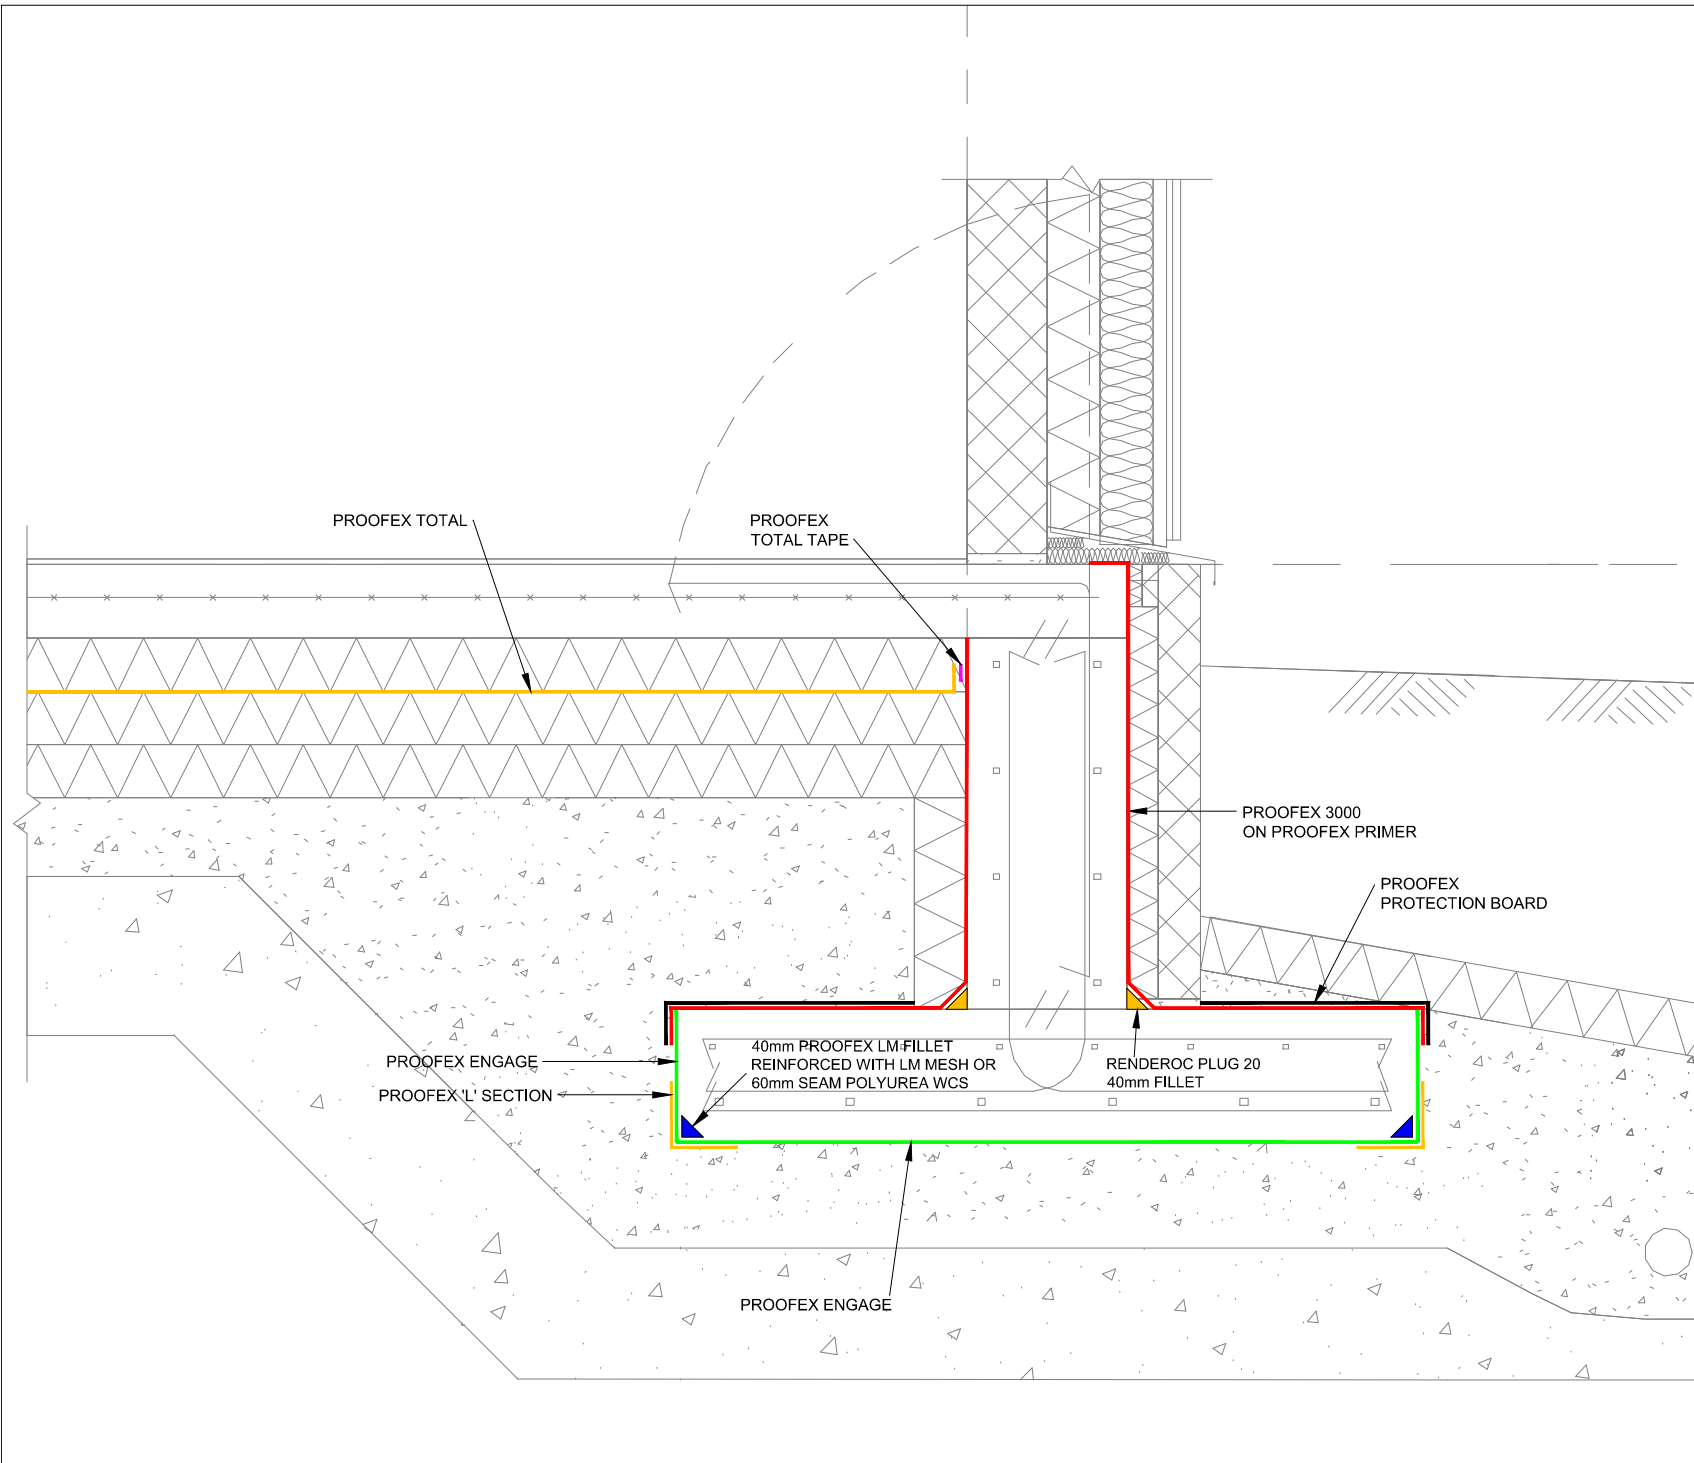 PROOFEX TOTAL
PROOFEX
TOTAL TAPE
PROOFEX 3000
ON PROOFEX PRIMER
PROOFEX
PROTECTION BOARD
PROOFEX ENGAGE
PROOFEX 'L' SECTION
40mm PROOFEX LM FILLET
REINFORCED WITH LM MESH OR
60mm SEAM POLYUREA WCS
RENDEROC PLUG 20
40mm FILLET
PROOFEX ENGAGE